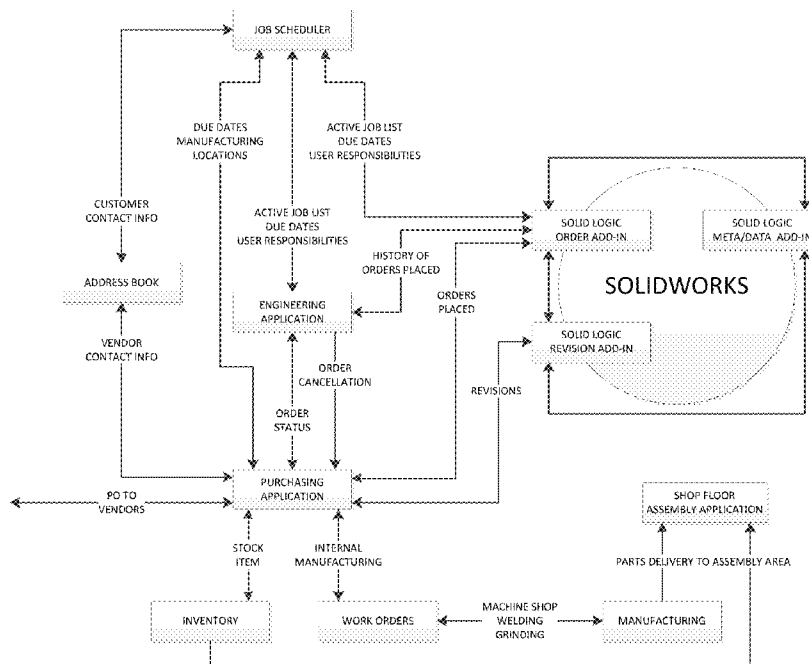 JOB SCHEDULER
DUE DATES
MANUFACTURING
LOCATIONS
ACTIVE JOB LIST
DUE DATES
USER RESPONSIBILITIES
CUSTOMER
CONTACT INFO
ACTIVE JOB LIST
DUE DATES
USER RESPONSIBILITIES
SOLID LOGIC
ORDER ADD-IN
SOLID LOGIC
META/DATA ADD-IN
HISTORY OF
ORDERS PLACED
ADDRESS BOOK
ENGINEERING
APPLICATION
ORDERS
PLACED
SOLIDWORKS
VENDOR
CONTACT INFO
SOLID LOGIC
REVISION ADD-IN
ORDER
CANCELLATION
REVISIONS
ORDER
STATUS
PURCHASING
APPLICATION
PO TO
VENDORS
SHOP FLOOR
ASSEMBLY APPLICATION
STOCK
ITEM
INTERNAL
MANUFACTURING
PARTS DELIVERY TO ASSEMBLY AREA
INVENTORY
WORK ORDERS
MACHINE SHOP
WELDING
GRINDING
MANUFACTURING